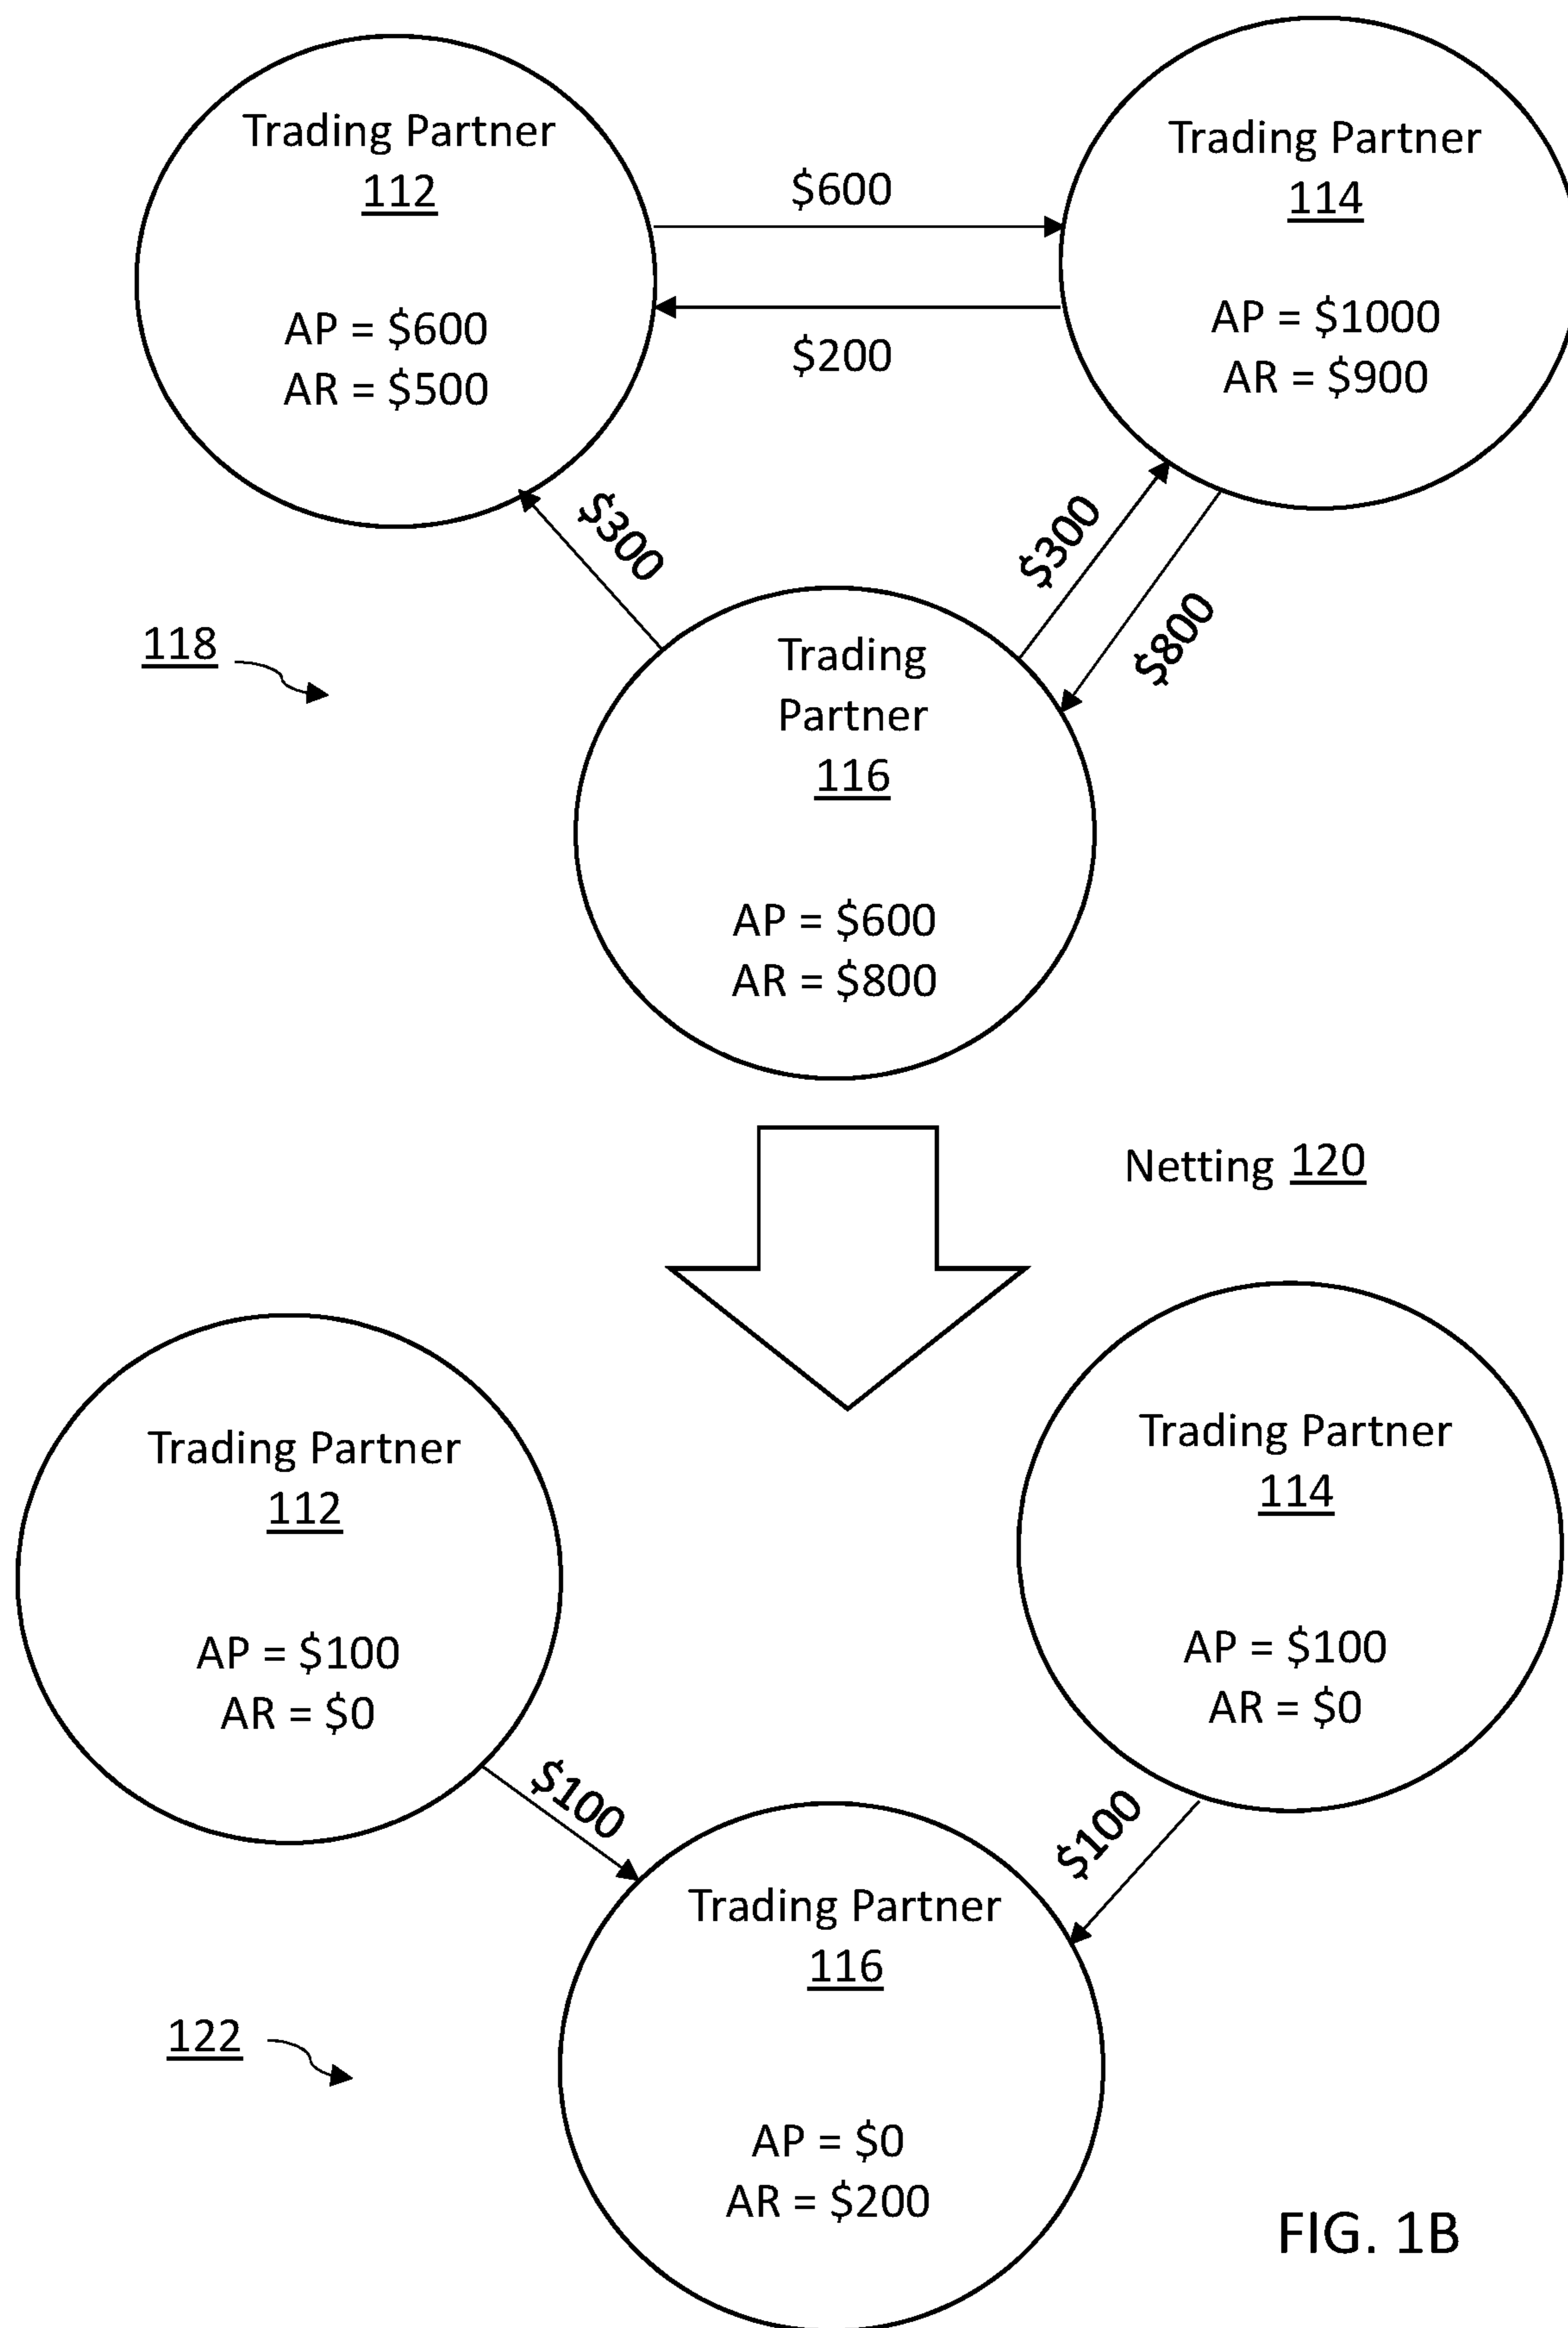 Trading Partner
112
AP = $600
AR = $500
$600
$200
Trading Partner
114
AP = $1000
AR = $900
$300
$300
$800
118
Trading
Partner
116
AP = $600
AR = $800
Netting 120
Trading Partner
112
AP = $100
AR = $0
Trading Partner
114
AP = $100
AR = $0
$100
$100
Trading Partner
116
AP = $0
AR = $200
122
FIG. 1B